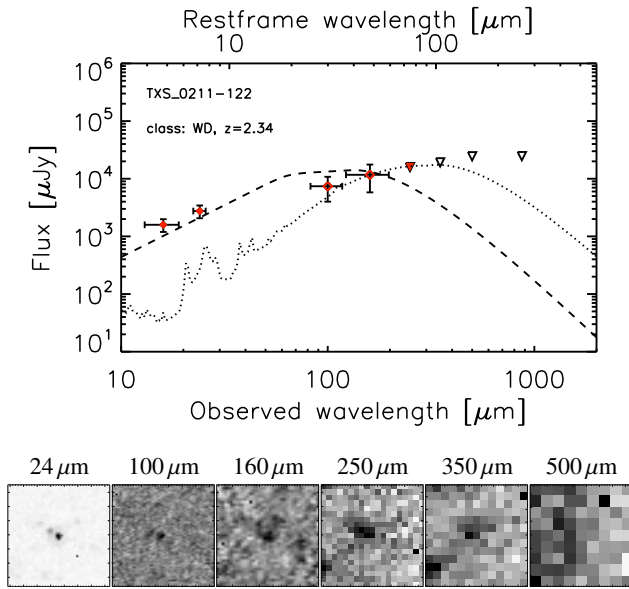 Restframe wavelength [μm]
10 100
10^6
TXS_0211-122
10^5
class: WD, z=2.34
10^4
10^3
10^2
10^1
Flux [μJy]
10 100 1000
Observed wavelength [μm]
24 μm 100 μm 160 μm 250 μm 350 μm 500 μm